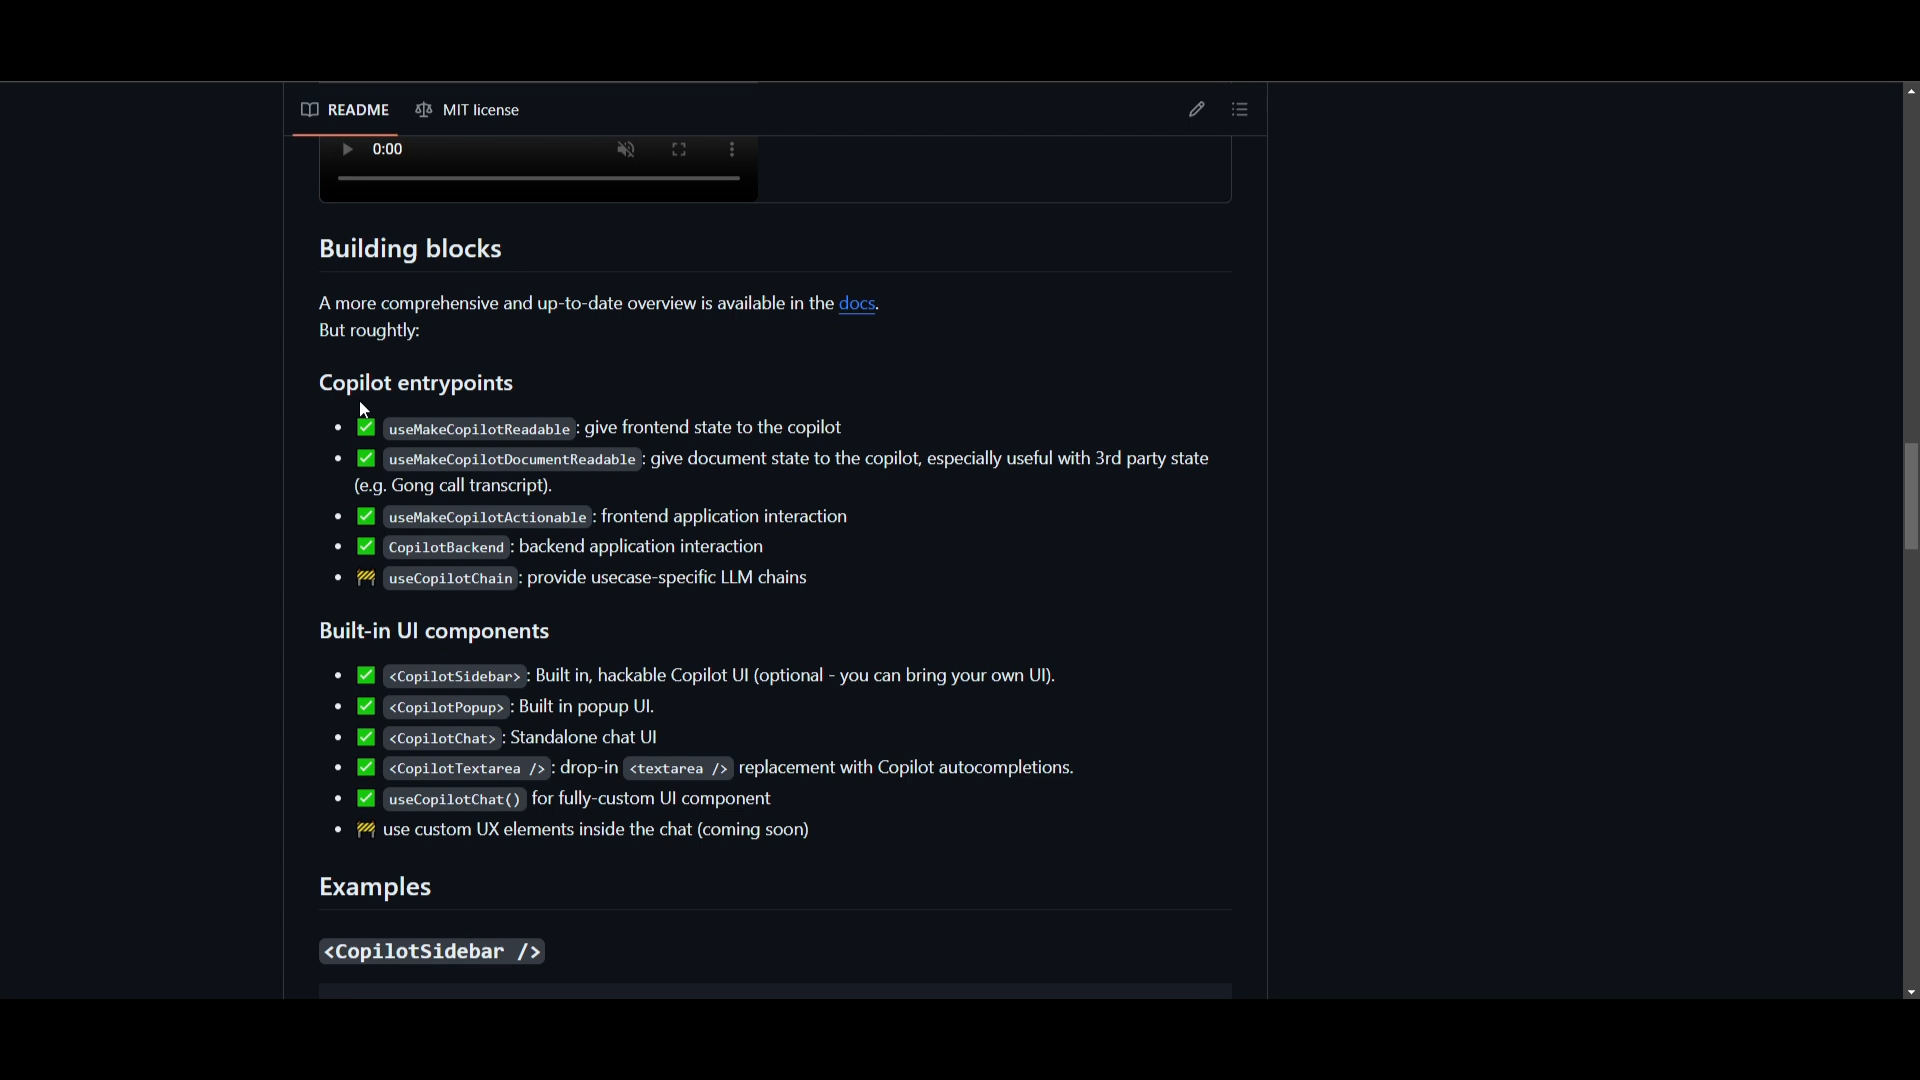 README MIT license
0:00
Building blocks
A more comprehensive and up-to-date overview is available in the docs.
But roughtly:
Copilot entrypoints
• ✅ useMakeCopilotReadable: give frontend state to the copilot
• ✅ useMakeCopilotDocumentReadable: give document state to the copilot, especially useful with 3rd party state
(e.g. Gong call transcript).
• ✅ useMakeCopilotActionable: frontend application interaction
• ✅ CopilotBackend: backend application interaction
• 🚧 useCopilotChain: provide usecase-specific LLM chains
Built-in UI components
• ✅ <CopilotSidebar>: Built in, hackable Copilot UI (optional - you can bring your own UI).
• ✅ <CopilotPopup>: Built in popup UI.
• ✅ <CopilotChat>: Standalone chat UI
• ✅ <CopilotTextarea />: drop-in <textarea /> replacement with Copilot autocompletions.
• ✅ useCopilotChat() for fully-custom UI component
• 🚧 use custom UX elements inside the chat (coming soon)
Examples
<CopilotSidebar />